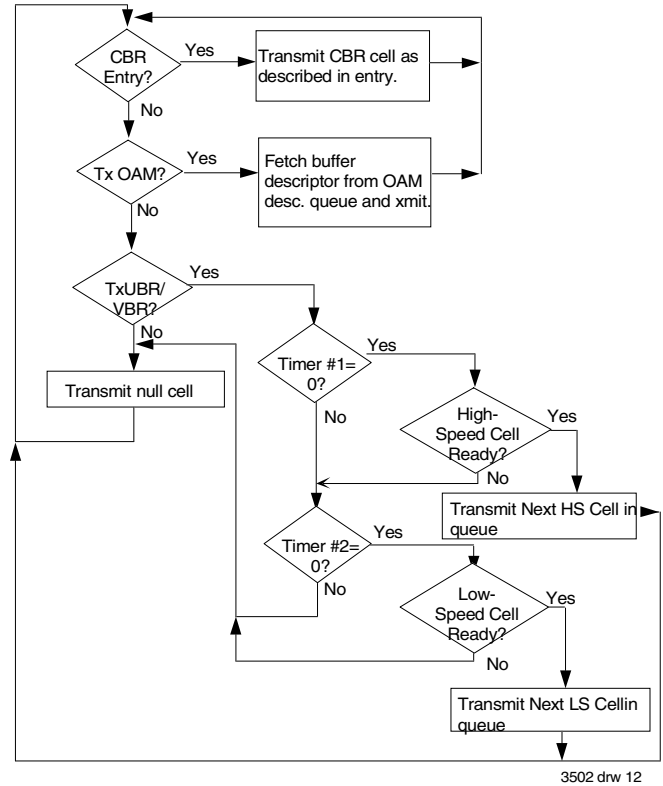 CBR
Entry?
Yes
Transmit CBR cell as
described in entry.
No
Tx OAM?
Yes
Fetch buffer
descriptor from OAM
desc. queue and xmit.
No
TxUBR/
VBR?
Yes
No
Transmit null cell
Timer #1=
0?
Yes
No
High-
Speed Cell
Ready?
Yes
No
Transmit Next HS Cell in
queue
Timer #2=
0?
Yes
No
Low-
Speed Cell
Ready?
Yes
No
Transmit Next LS Cellin
queue
3502 drw 12